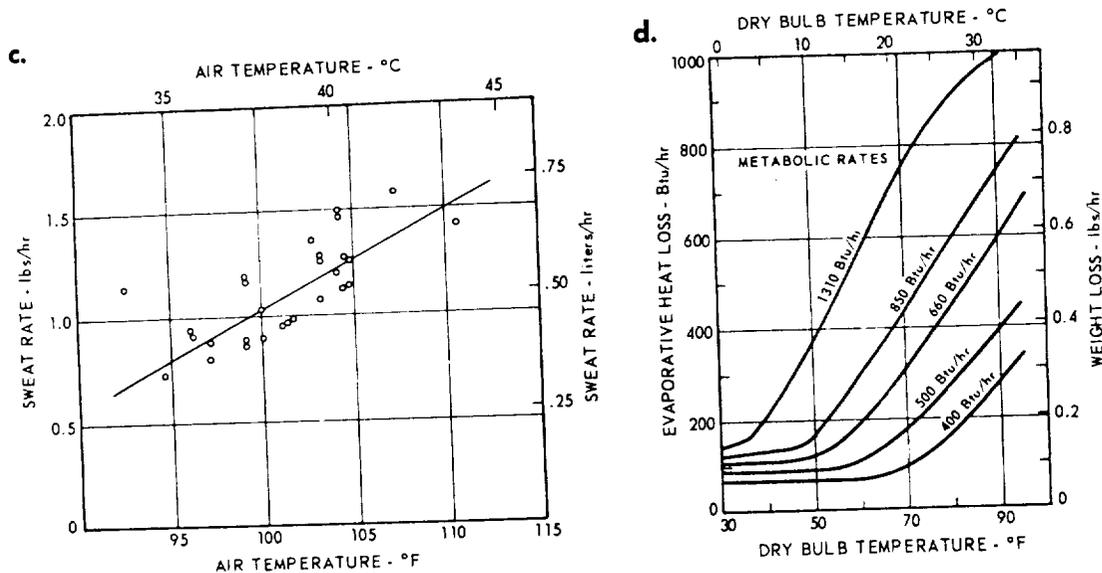 c.
AIR TEMPERATURE - °C
35 40 45
2.0
1.5
1.0
0.5
0
SWEAT RATE - lbs/hr
.75
.50
.25
SWEAT RATE - liters/hr
95 100 105 110 115
AIR TEMPERATURE - °F
d.
DRY BULB TEMPERATURE - °C
0 10 20 30
1000
800
600
400
200
0
EVAPORATIVE HEAT LOSS - Btu/hr
METABOLIC RATES
1310 Btu/hr
850 Btu/hr
660 Btu/hr
500 Btu/hr
400 Btu/hr
0.8
0.6
0.4
0.2
0
WEIGHT LOSS - lbs/hr
30 50 70 90
DRY BULB TEMPERATURE - °F